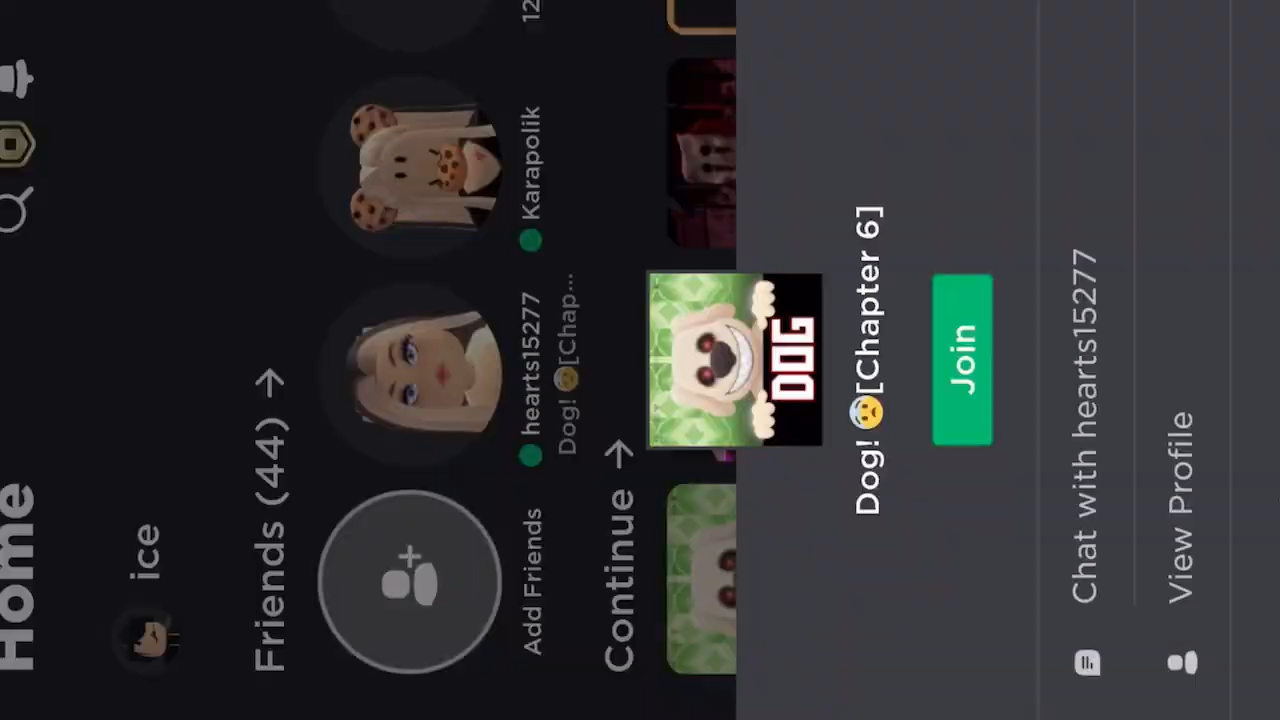 Home
ice
Friends (44) →
Add Friends
hearts15277
Dog! 😰[Chap...
Karapolik
12
Continue →
DOG
Dog! 😰[Chapter 6]
Join
Chat with hearts15277
View Profile